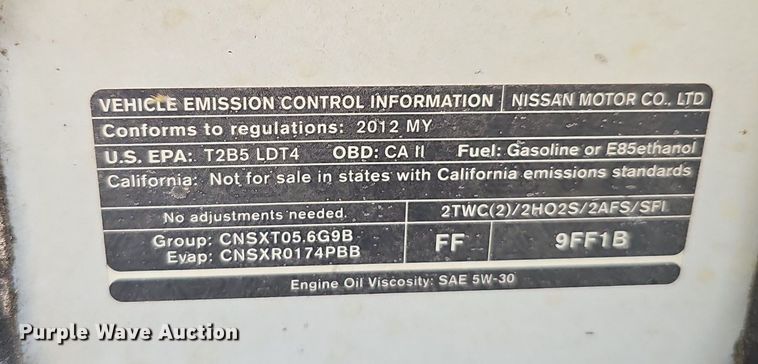 VEHICLE EMISSION CONTROL INFORMATION NISSAN MOTOR CO., LTD
Conforms to regulations: 2012 MY
U.S. EPA: T2B5 LDT4 OBD: CA II Fuel: Gasoline or E85ethanol
California: Not for sale in states with California emissions standards
No adjustments needed. 2TWC(2)/2HO2S/2AFS/SFI
Group: CNSXT05.6G9B FF 9FF1B
Evap: CNSXR0174PBB
Engine Oil Viscosity: SAE 5W-30
Purple Wave Auction